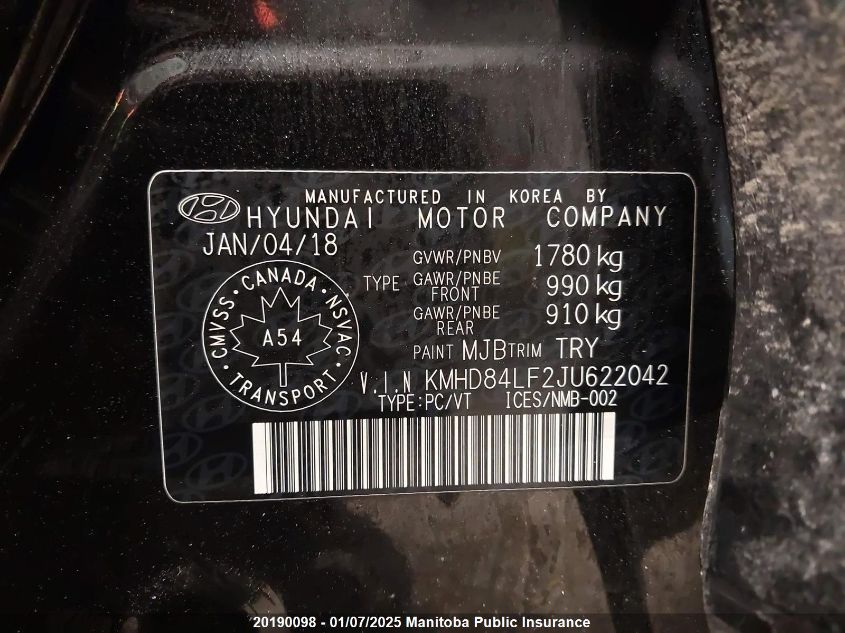 MANUFACTURED IN KOREA BY
HYUNDAI MOTOR COMPANY
JAN/04/18
GVWR/PNBV 1780 kg
TYPE GAWR/PNBE FRONT 990 kg
GAWR/PNBE REAR 910 kg
PAINT MJB TRIM TRY
CANADA
CMVSS NSVAC
A54
TRANSPORT
V.I.N KMHD84LF2JU622042
TYPE:PC/VT ICES/NMB-002
20190098 - 01/07/2025 Manitoba Public Insurance